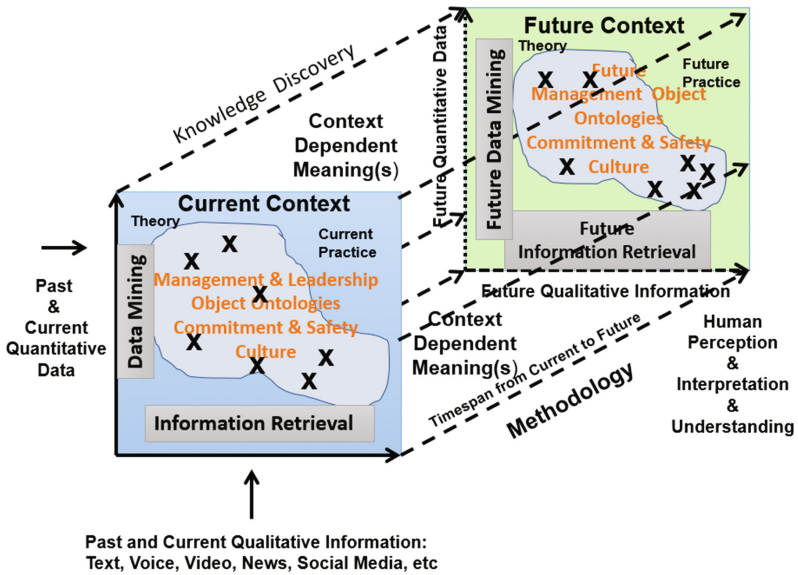 Knowledge Discovery
Context
Dependent
Meaning(s)
Future Context
Theory
Future
Practice
Future Quantitative Data
Future Data Mining
X
X
Future
Management Object
Ontologies
Commitment & Safety
Culture
X
X
X
X
X
Future
Information Retrieval
Future Qualitative Information
Current Context
Theory
Current
Practice
Data Mining
X
X
Management & Leadership
X
Object Ontologies
Commitment & Safety
Culture
X
X
X
X
Information Retrieval
Past
&
Current
Quantitative
Data
Context
Dependent
Meaning(s)
Timespan from Current to Future
Methodology
Human
Perception
&
Interpretation
&
Understanding
Past and Current Qualitative Information:
Text, Voice, Video, News, Social Media, etc